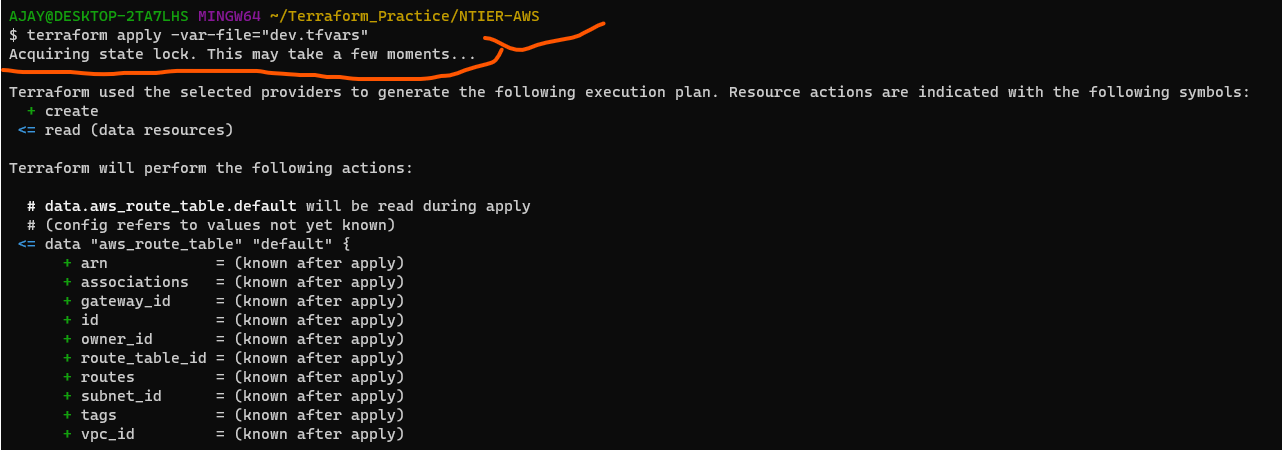 AJAY@DESKTOP-2TA7LHS MINGW64 ~/Terraform_Practice/NTIER-AWS
$ terraform apply -var-file="dev.tfvars"
Acquiring state lock. This may take a few moments...
Terraform used the selected providers to generate the following execution plan. Resource actions are indicated with the following symbols:
+ create
<= read (data resources)
Terraform will perform the following actions:
# data.aws_route_table.default will be read during apply
# (config refers to values not yet known)
<= data "aws_route_table" "default" {
+ arn = (known after apply)
+ associations = (known after apply)
+ gateway_id = (known after apply)
+ id = (known after apply)
+ owner_id = (known after apply)
+ route_table_id = (known after apply)
+ routes = (known after apply)
+ subnet_id = (known after apply)
+ tags = (known after apply)
+ vpc_id = (known after apply)